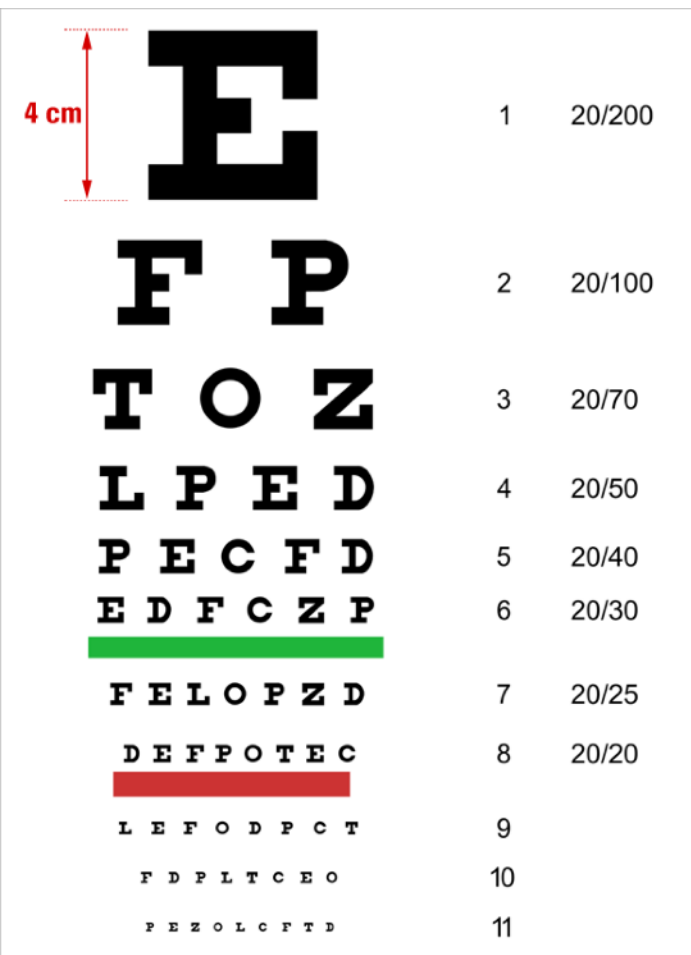 4 cm
E 1 20/200
F P 2 20/100
T O Z 3 20/70
L P E D 4 20/50
P E C F D 5 20/40
E D F C Z P 6 20/30
F E L O P Z D 7 20/25
D E F P O T E C 8 20/20
L E F O D P C T 9
F D P L T C E O 10
P E Z O L C F T D 11